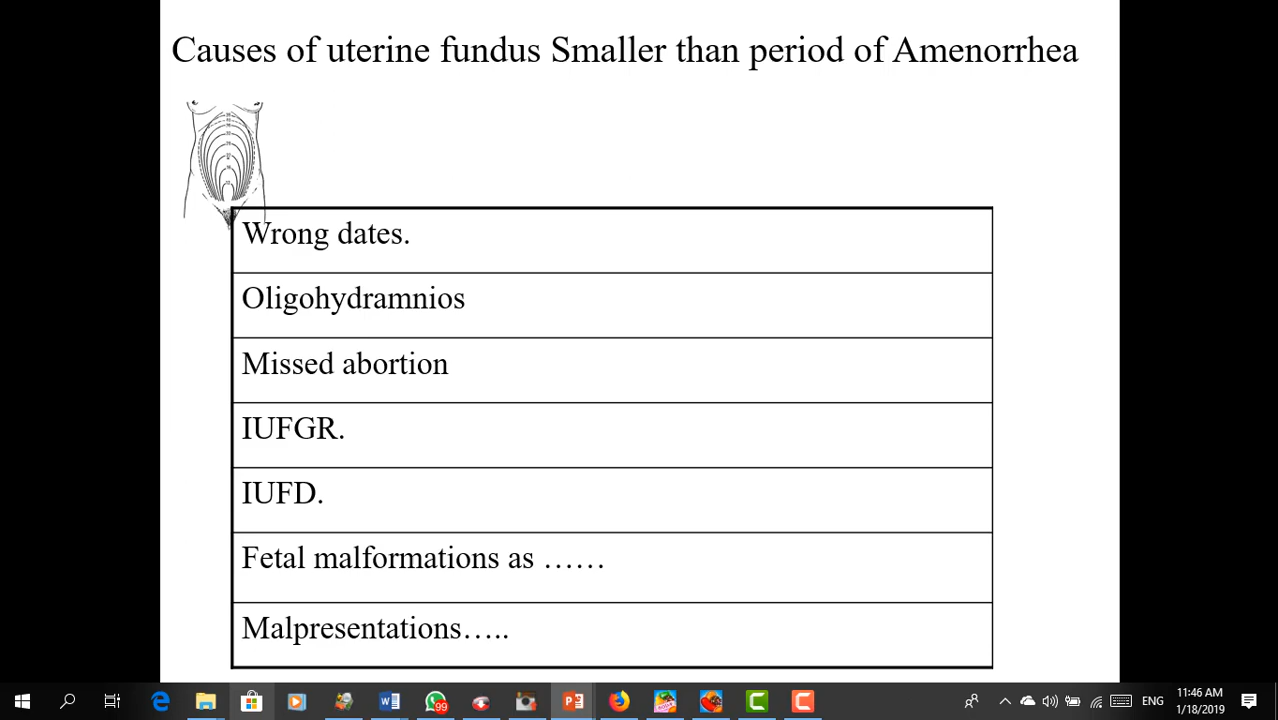 Causes of uterine fundus Smaller than period of Amenorrhea
Wrong dates.
Oligohydramnios
Missed abortion
IUFGR.
IUFD.
Fetal malformations as ……
Malpresentations…..
99
ENG
11:46 AM
1/18/2019